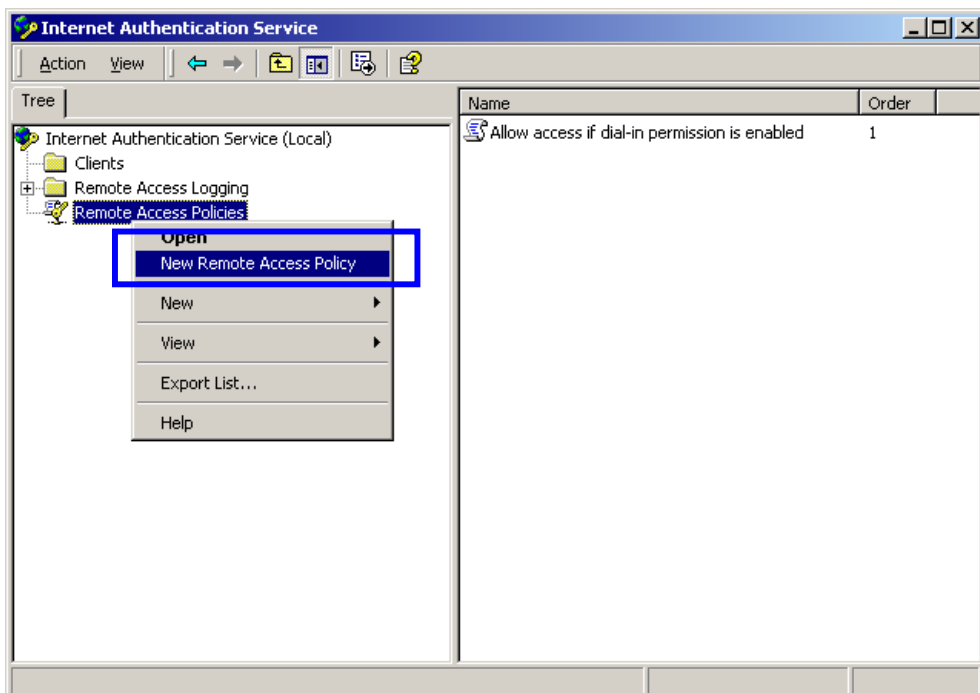 Internet Authentication Service
Action View
Tree
Name Order
Internet Authentication Service (Local)
Allow access if dial-in permission is enabled 1
Clients
Remote Access Logging
Remote Access Policies
Open
New Remote Access Policy
New
View
Export List...
Help